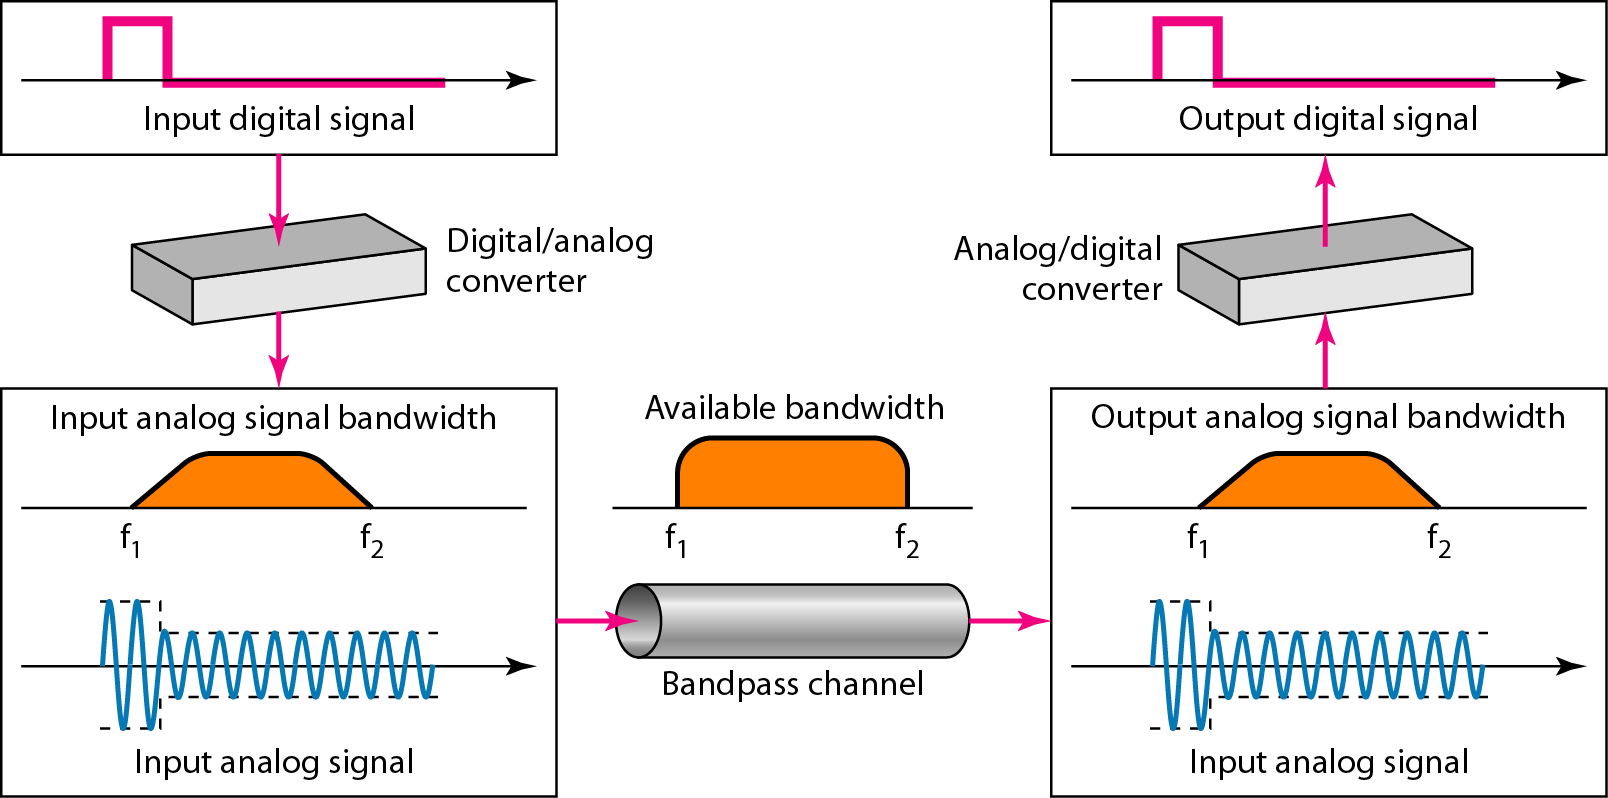 Input digital signal
Output digital signal
Digital/analog
converter
Analog/digital
converter
Input analog signal bandwidth
Available bandwidth
Output analog signal bandwidth
f₁ f₂
f₁ f₂
f₁ f₂
Bandpass channel
Input analog signal
Input analog signal